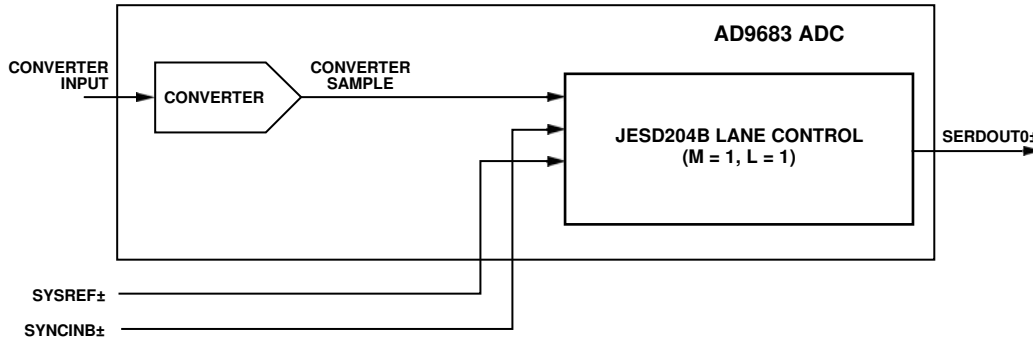 AD9683 ADC
CONVERTER
INPUT
CONVERTER
CONVERTER
SAMPLE
JESD204B LANE CONTROL
(M = 1, L = 1)
SERDOUT0±
SYSREF±
SYNCINB±